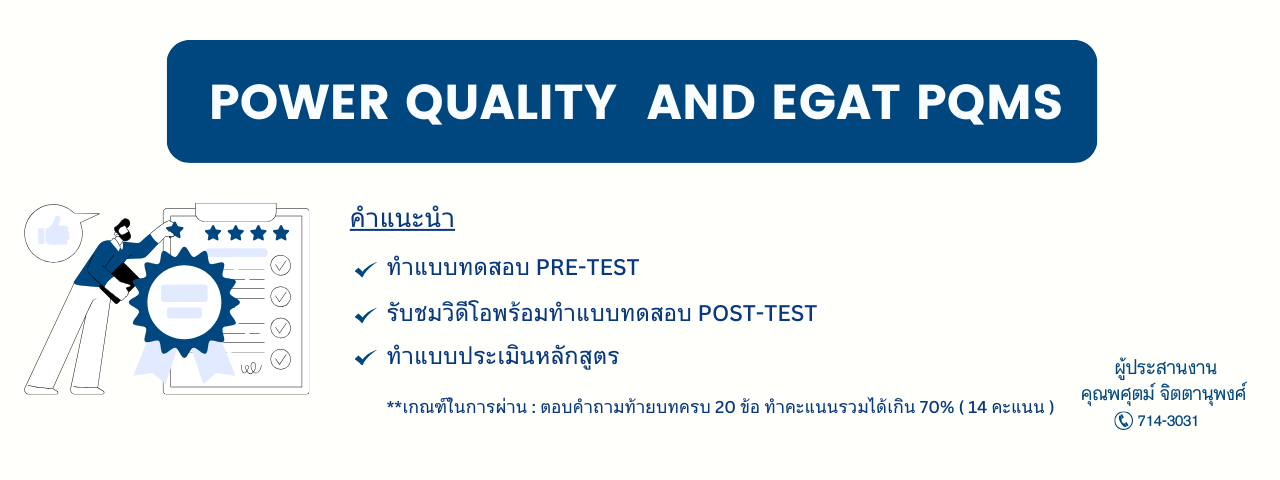 POWER QUALITY  AND EGAT PQMS
คำแนะนำ
ทำแบบทดสอบ PRE-TEST
รับชมวิดีโอพร้อมทำแบบทดสอบ POST-TEST
ทำแบบประเมินหลักสูตร
**เกณฑ์ในการผ่าน : ตอบคำถามท้ายบทครบ 20 ข้อ ทำคะแนนรวมได้เกิน 70% ( 14 คะแนน )
ผู้ประสานงาน
คุณพศุตม์ จิตตานุพงศ์
714-3031